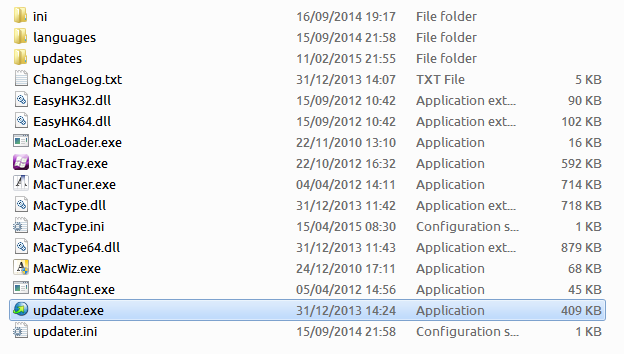 ini 16/09/2014 19:17 File folder
languages 15/09/2014 21:58 File folder
updates 11/02/2015 21:55 File folder
ChangeLog.txt 31/12/2013 14:07 TXT File 5 KB
EasyHK32.dll 15/09/2012 10:42 Application ext... 90 KB
EasyHK64.dll 15/09/2012 10:42 Application ext... 102 KB
MacLoader.exe 22/11/2010 13:10 Application 16 KB
MacTray.exe 22/10/2012 16:32 Application 592 KB
MacTuner.exe 04/04/2012 14:11 Application 714 KB
MacType.dll 31/12/2013 11:42 Application ext... 718 KB
MacType.ini 15/04/2015 08:30 Configuration s... 1 KB
MacType64.dll 31/12/2013 11:43 Application ext... 879 KB
MacWiz.exe 24/12/2010 17:11 Application 68 KB
mt64agnt.exe 05/04/2012 14:56 Application 45 KB
updater.exe 31/12/2013 14:24 Application 409 KB
updater.ini 15/09/2014 21:58 Configuration s... 1 KB